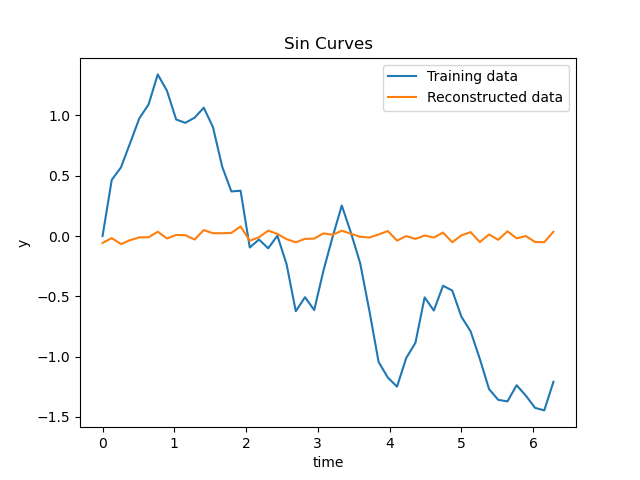 Sin Curves
Training data
Reconstructed data
1.0
0.5
0.0
−0.5
−1.0
−1.5
y
0 1 2 3 4 5 6
time